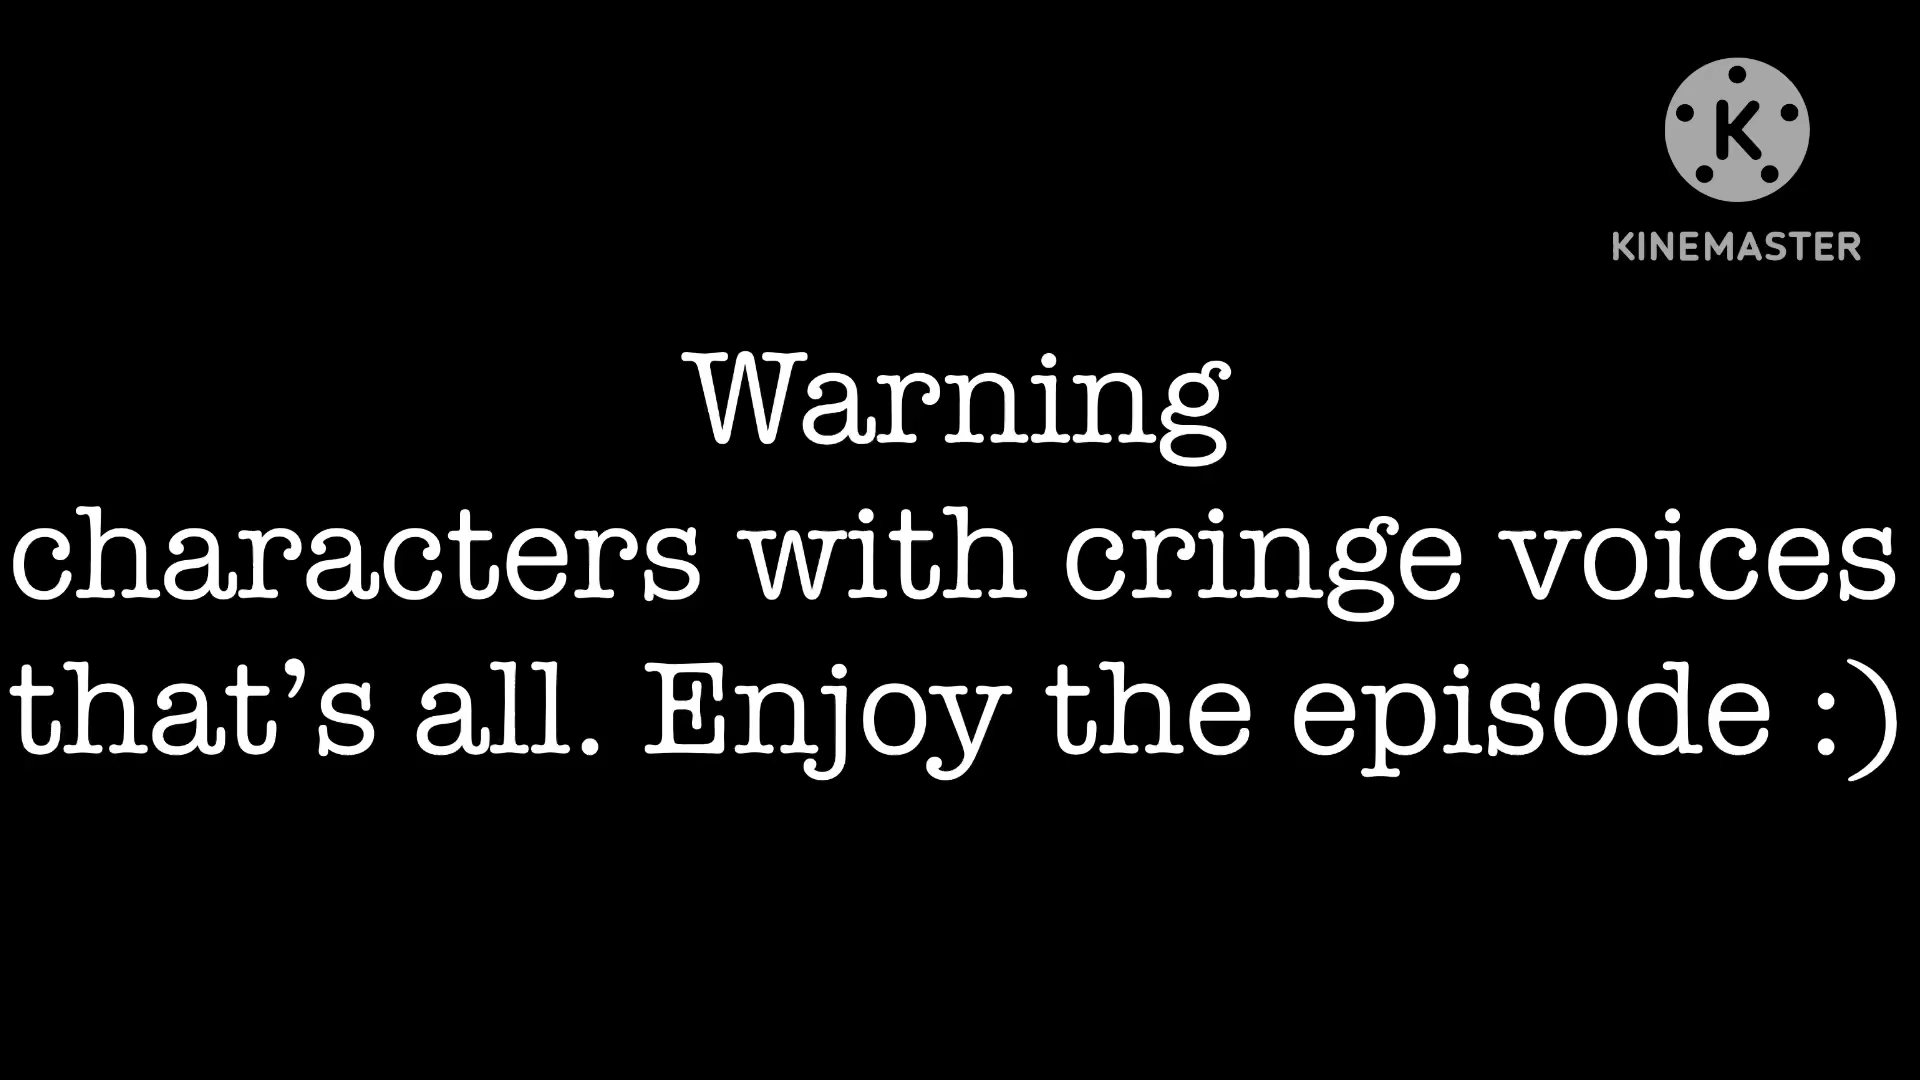 K
KINEMASTER
Warning
characters with cringe voices
that’s all. Enjoy the episode :)